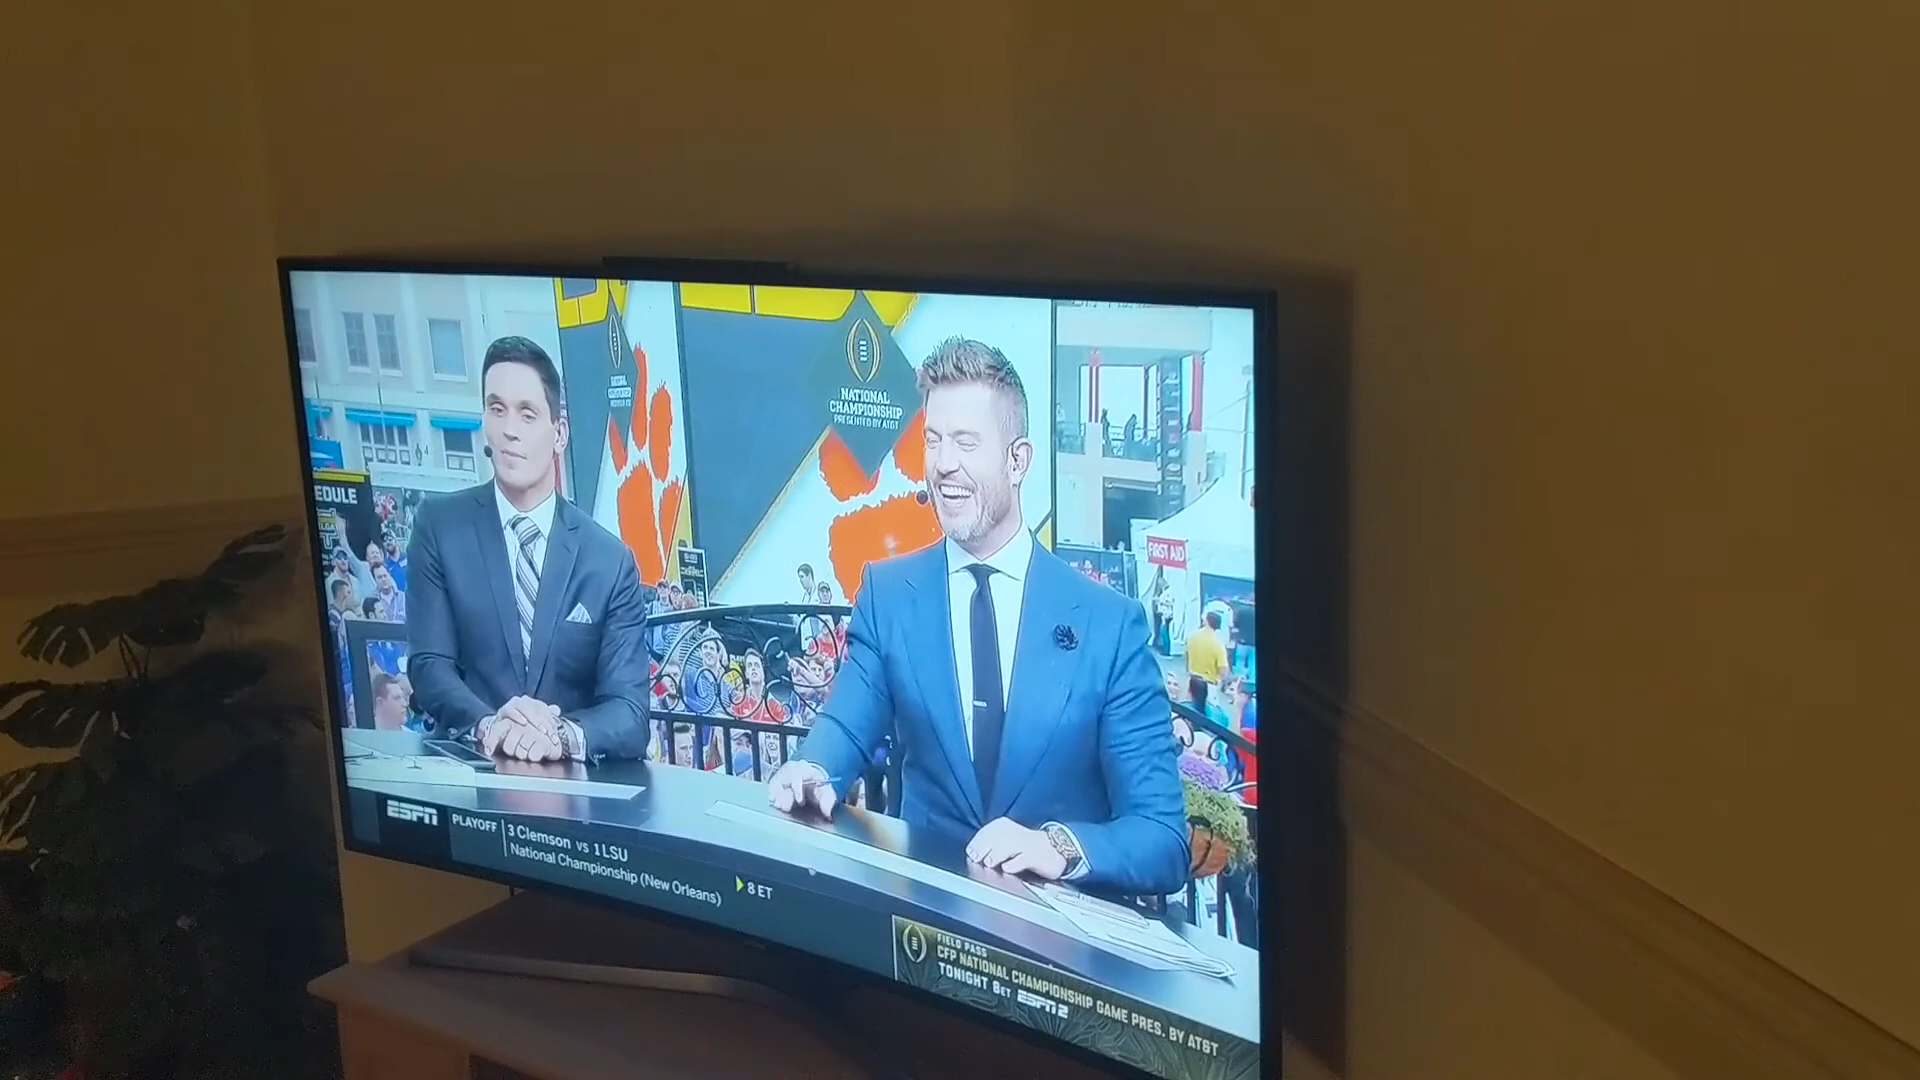 NATIONAL
CHAMPIONSHIP
PRESENTED BY AT&T
EDULE
FIRST AID
ESPN
PLAYOFF
3 Clemson vs 1 LSU
National Championship (New Orleans)
8 ET
FIELD PASS
CFP NATIONAL CHAMPIONSHIP GAME PRES. BY AT&T
TONIGHT 8ET ESPN2